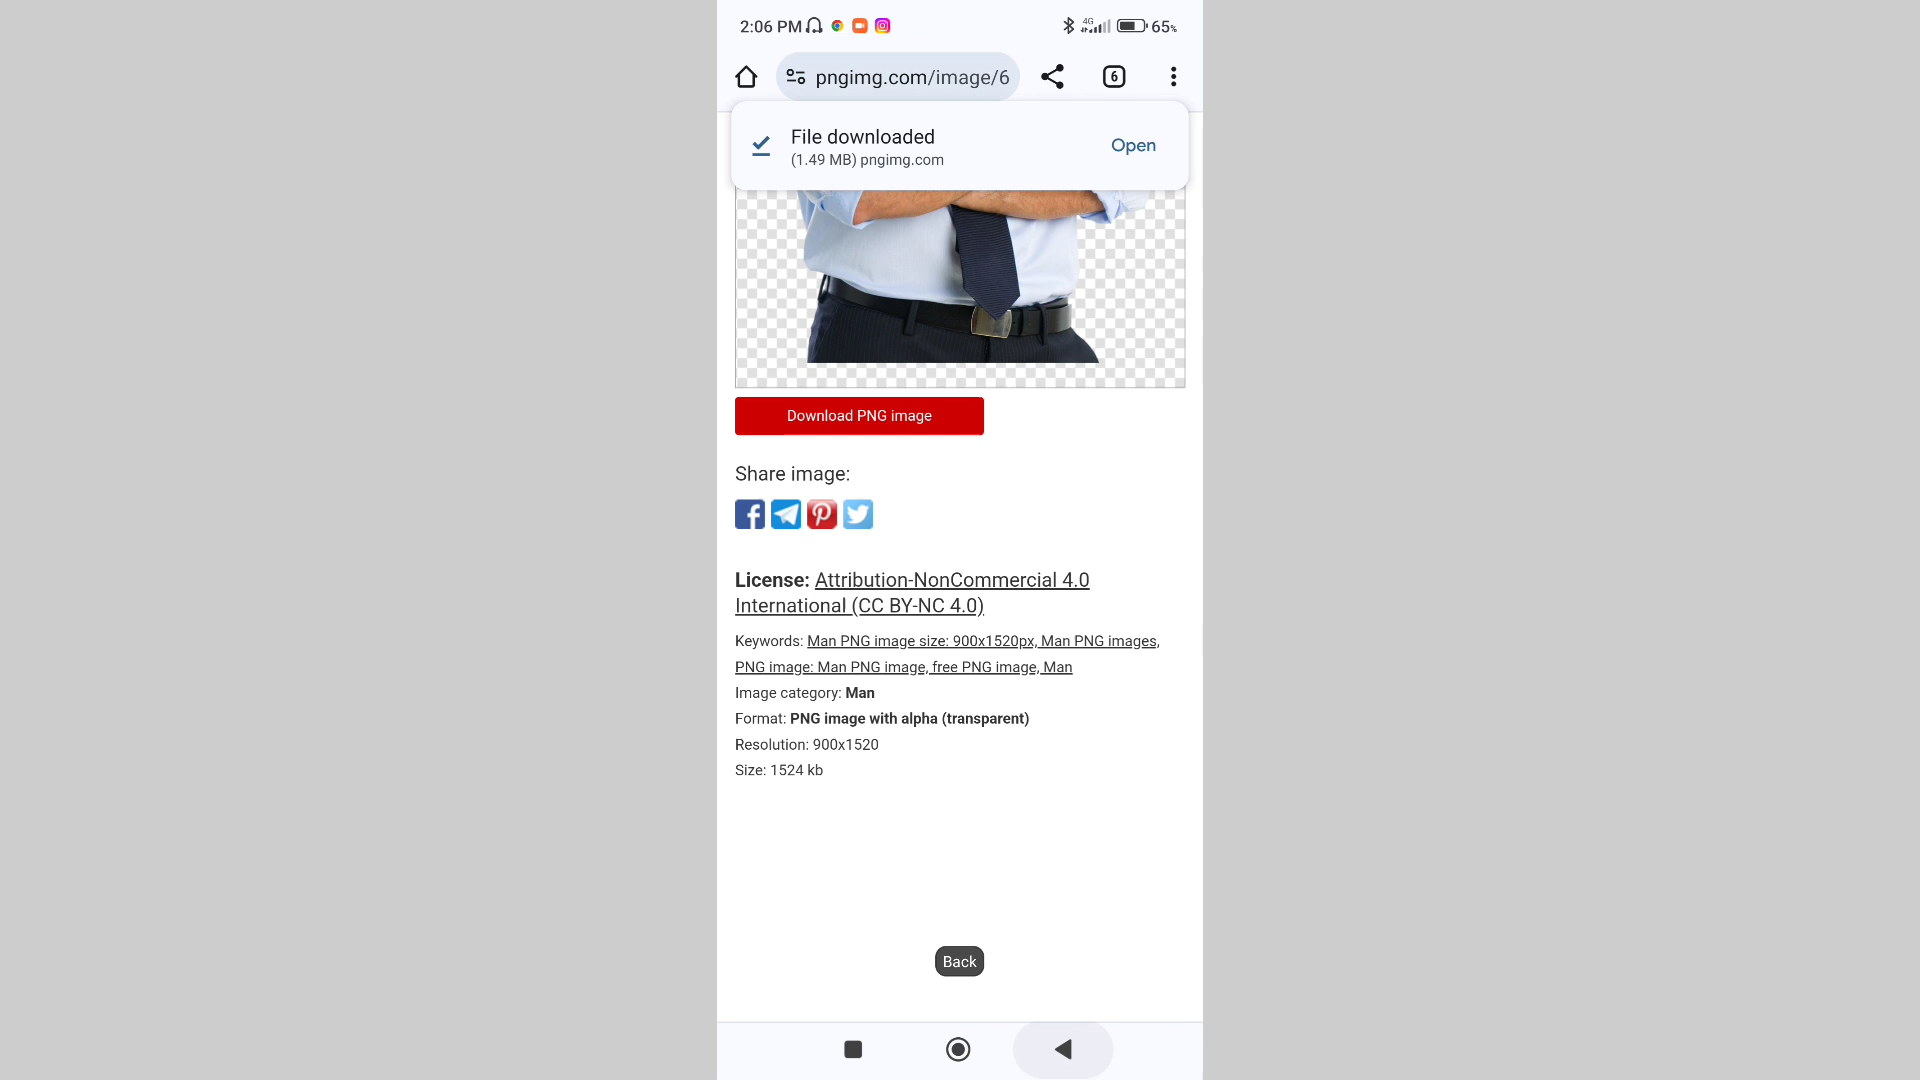 2:06 PM
4G
65%
pngimg.com/image/6
6
File downloaded
(1.49 MB) pngimg.com
Open
Download PNG image
Share image:
License: Attribution-NonCommercial 4.0
International (CC BY-NC 4.0)
Keywords: Man PNG image size: 900x1520px, Man PNG images,
PNG image: Man PNG image, free PNG image, Man
Image category: Man
Format: PNG image with alpha (transparent)
Resolution: 900x1520
Size: 1524 kb
Back